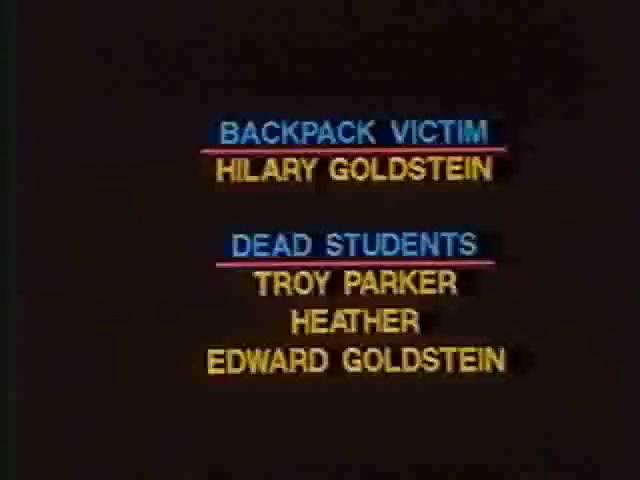 BACKPACK VICTIM
HILARY GOLDSTEIN
DEAD STUDENTS
TROY PARKER
HEATHER
EDWARD GOLDSTEIN